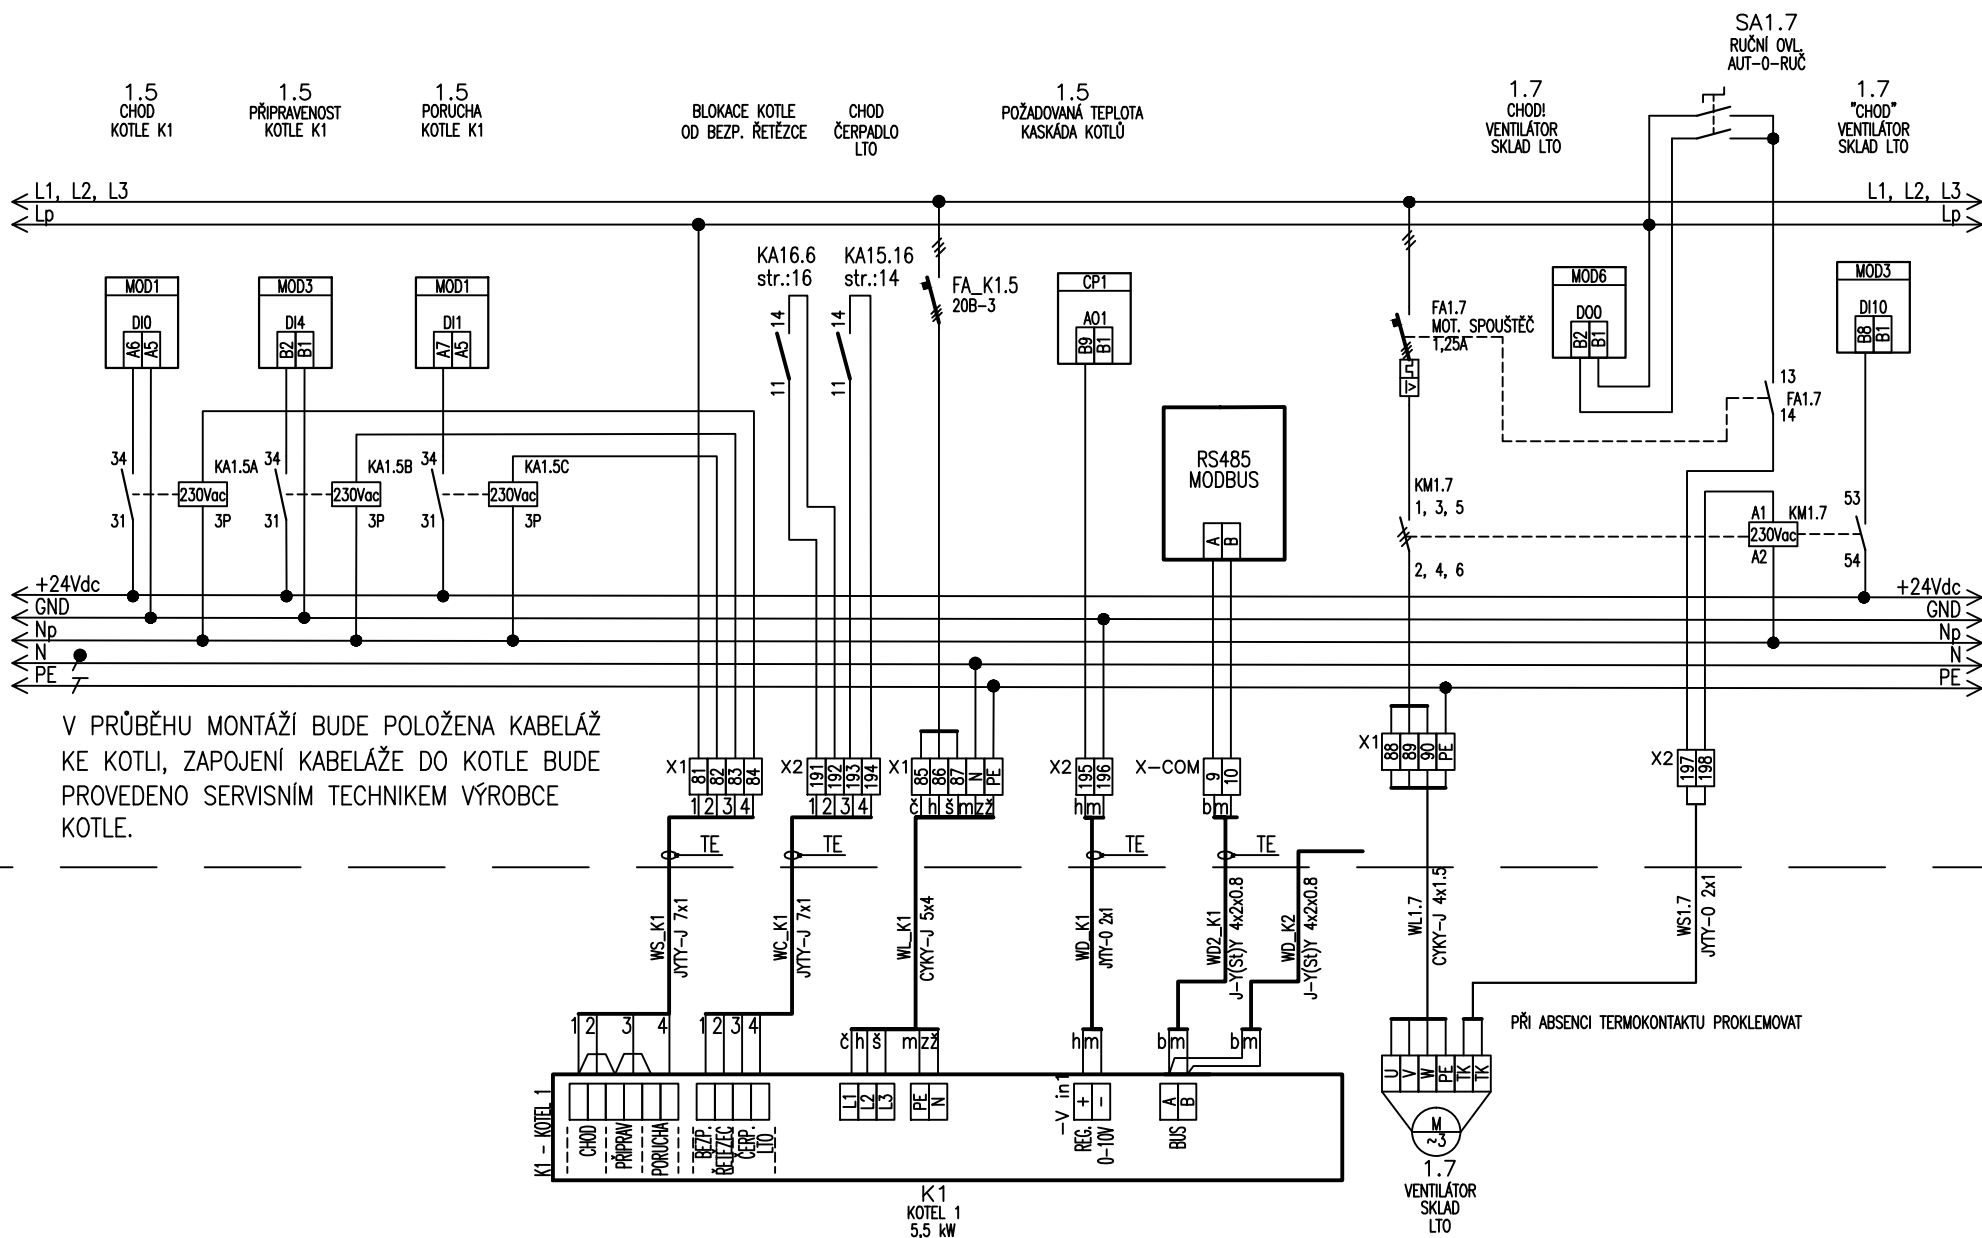 SA1.7
RUČNÍ OVL.
AUT-0-RUČ
1.5
CHOD
KOTLE K1
1.5
PŘIPRAVENOST
KOTLE K1
1.5
PORUCHA
KOTLE K1
BLOKACE KOTLE
OD BEZP. ŘETĚZCE
CHOD
ČERPADLO
LTO
1.5
POŽADOVANÁ TEPLOTA
KASKÁDA KOTLŮ
1.7
CHOD!
VENTILÁTOR
SKLAD LTO
1.7
"CHOD"
VENTILÁTOR
SKLAD LTO
L1, L2, L3
L1, L2, L3
Lp
Lp
MOD1
DI0
A6
A5
MOD3
DI4
B2
B1
MOD1
DI1
A7
A5
KA16.6
str.:16
14
11
KA15.16
str.:14
14
11
FA_K1.5
20B-3
CP1
AO1
B9
B1
FA1.7
MOT. SPOUŠTĚČ
1,25A
I>
MOD6
DO0
B2
B1
MOD3
DI10
B8
B1
13
FA1.7
14
34
31
KA1.5A
230Vac
3P
34
31
KA1.5B
230Vac
3P
34
31
KA1.5C
230Vac
3P
RS485
MODBUS
A
B
KM1.7
1, 3, 5
2, 4, 6
A1
KM1.7
230Vac
A2
53
54
+24Vdc
+24Vdc
GND
GND
Np
Np
N
N
PE
PE
V PRŮBĚHU MONTÁŽÍ BUDE POLOŽENA KABELÁŽ
KE KOTLI, ZAPOJENÍ KABELÁŽE DO KOTLE BUDE
PROVEDENO SERVISNÍM TECHNIKEM VÝROBCE
KOTLE.
X1
81
82
83
84
X2
191
192
193
194
X1
85
86
87
N
PE
X2
195
196
X-COM
9
10
X1
88
89
90
PE
X2
197
198
1 2 3 4
1 2 3 4
č h š m zž
h m
b m
TE
TE
TE
TE
WS_K1
JYTY-J 7x1
WC_K1
JYTY-J 7x1
WL_K1
CYKY-J 5x4
WD_K1
JYTY-O 2x1
WD2_K1
J-Y(St)Y 4x2x0.8
WD_K2
J-Y(St)Y 4x2x0.8
WL1.7
CYKY-J 4x1.5
WS1.7
JYTY-O 2x1
1 2 3 4
1 2 3 4
č h š m zž
h m
b m
b m
PŘI ABSENCI TERMOKONTAKTU PROKLEMOVAT
K1 - KOTEL 1
CHOD
PŘIPRAV
PORUCHA
BEZP.
ŘETĚZEC
ČERP.
LTO
L1
L2
L3
PE
N
-V in1
+
-
REG.
0-10V
A
B
BUS
U
V
W
PE
TK
TK
M
~3
1.7
VENTILÁTOR
SKLAD
LTO
K1
KOTEL 1
5,5 kW